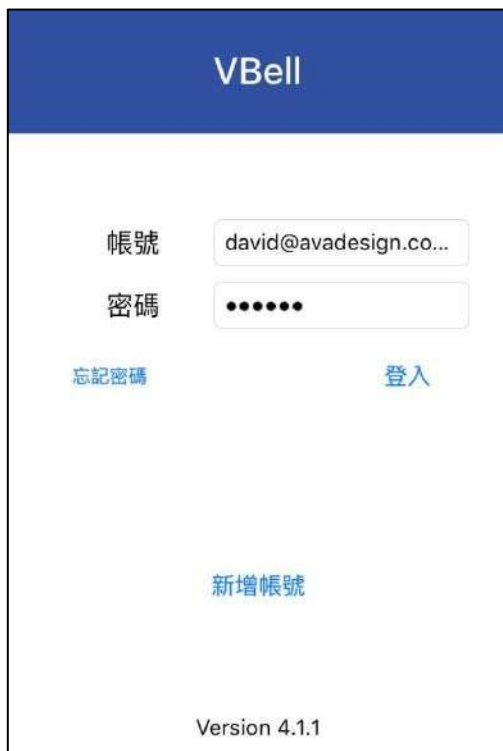 VBell
帳號 david@avadesign.co...
密碼 ••••••
忘記密碼 登入
新增帳號
Version 4.1.1